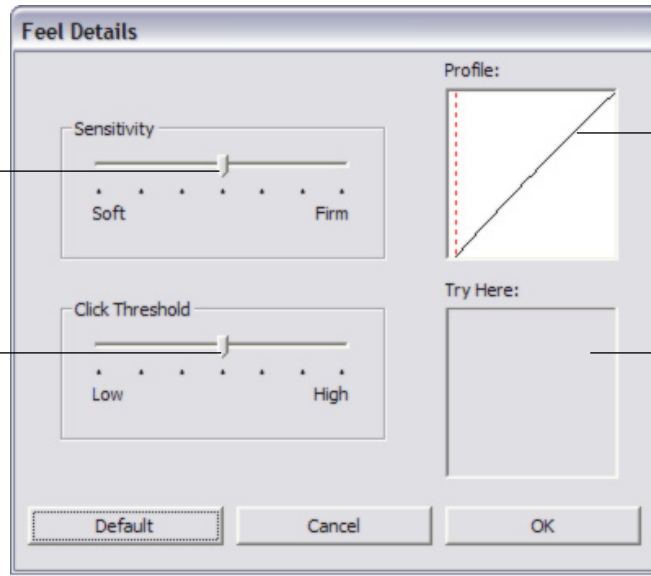 Feel Details
Profile:
Sensitivity
Soft Firm
Try Here:
Click Threshold
Low High
Default Cancel OK